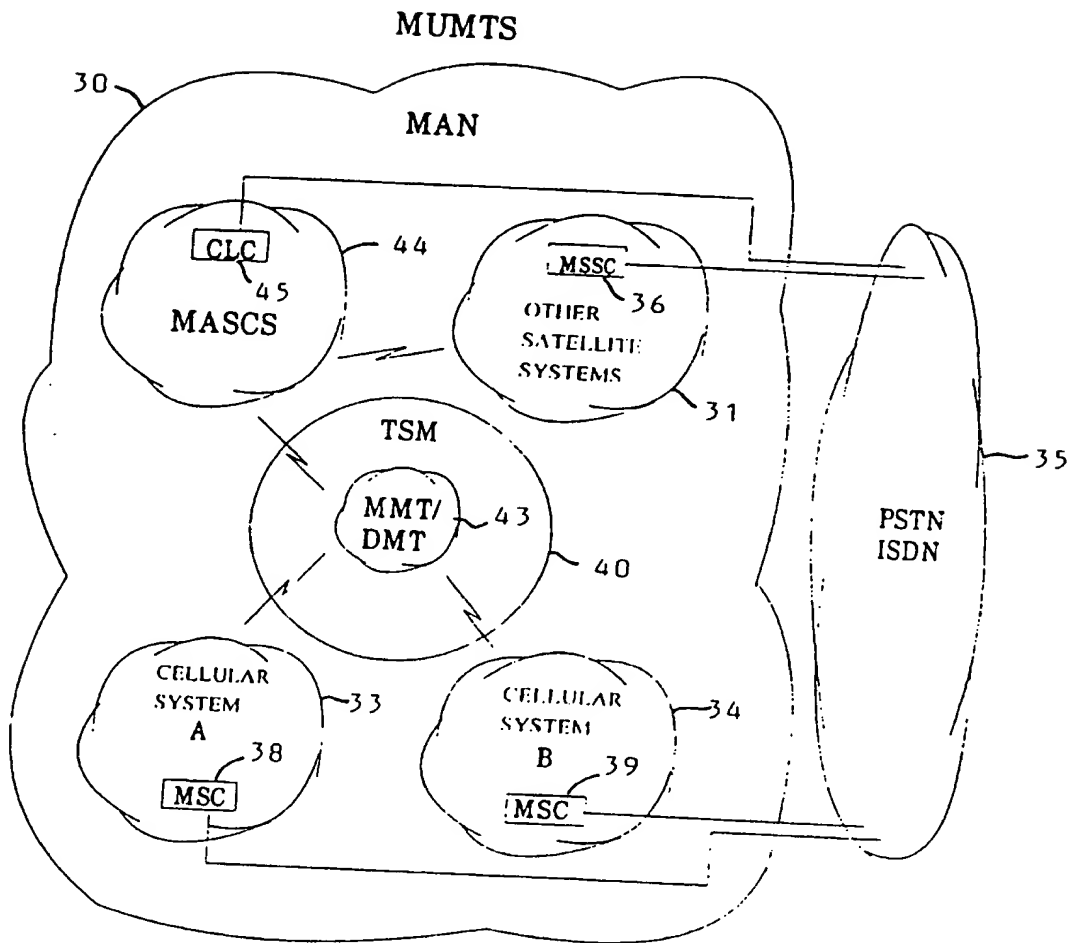 MUMTS
30
MAN
CLC
45
44
MASCS
MSSC
36
OTHER
SATELLITE
SYSTEMS
31
TSM
MMT/
DMT
43
40
PSTN
ISDN
35
CELLULAR
SYSTEM
A
33
38
MSC
CELLULAR
SYSTEM
B
34
39
MSC